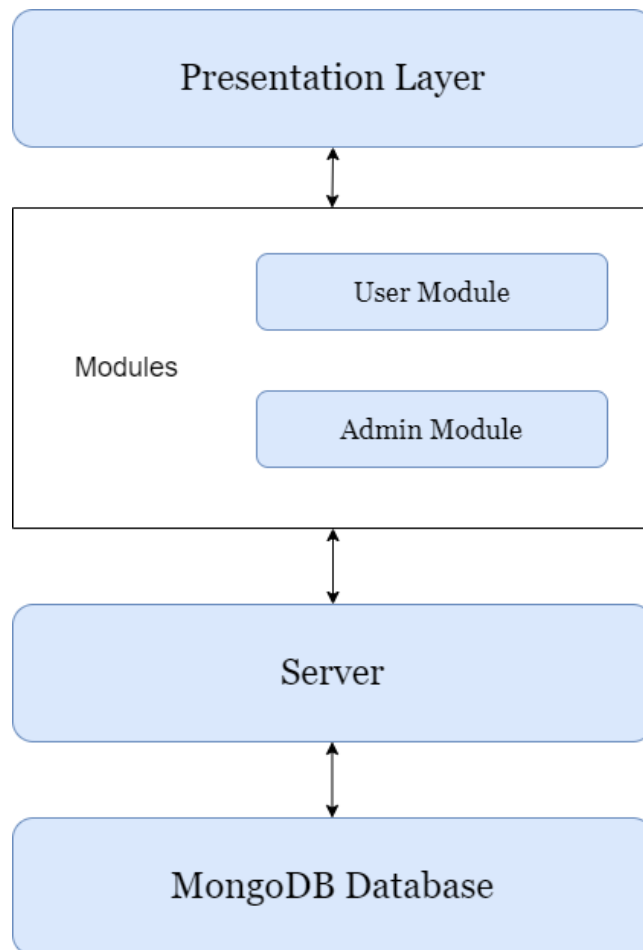 Presentation Layer
User Module
Modules
Admin Module
Server
MongoDB Database